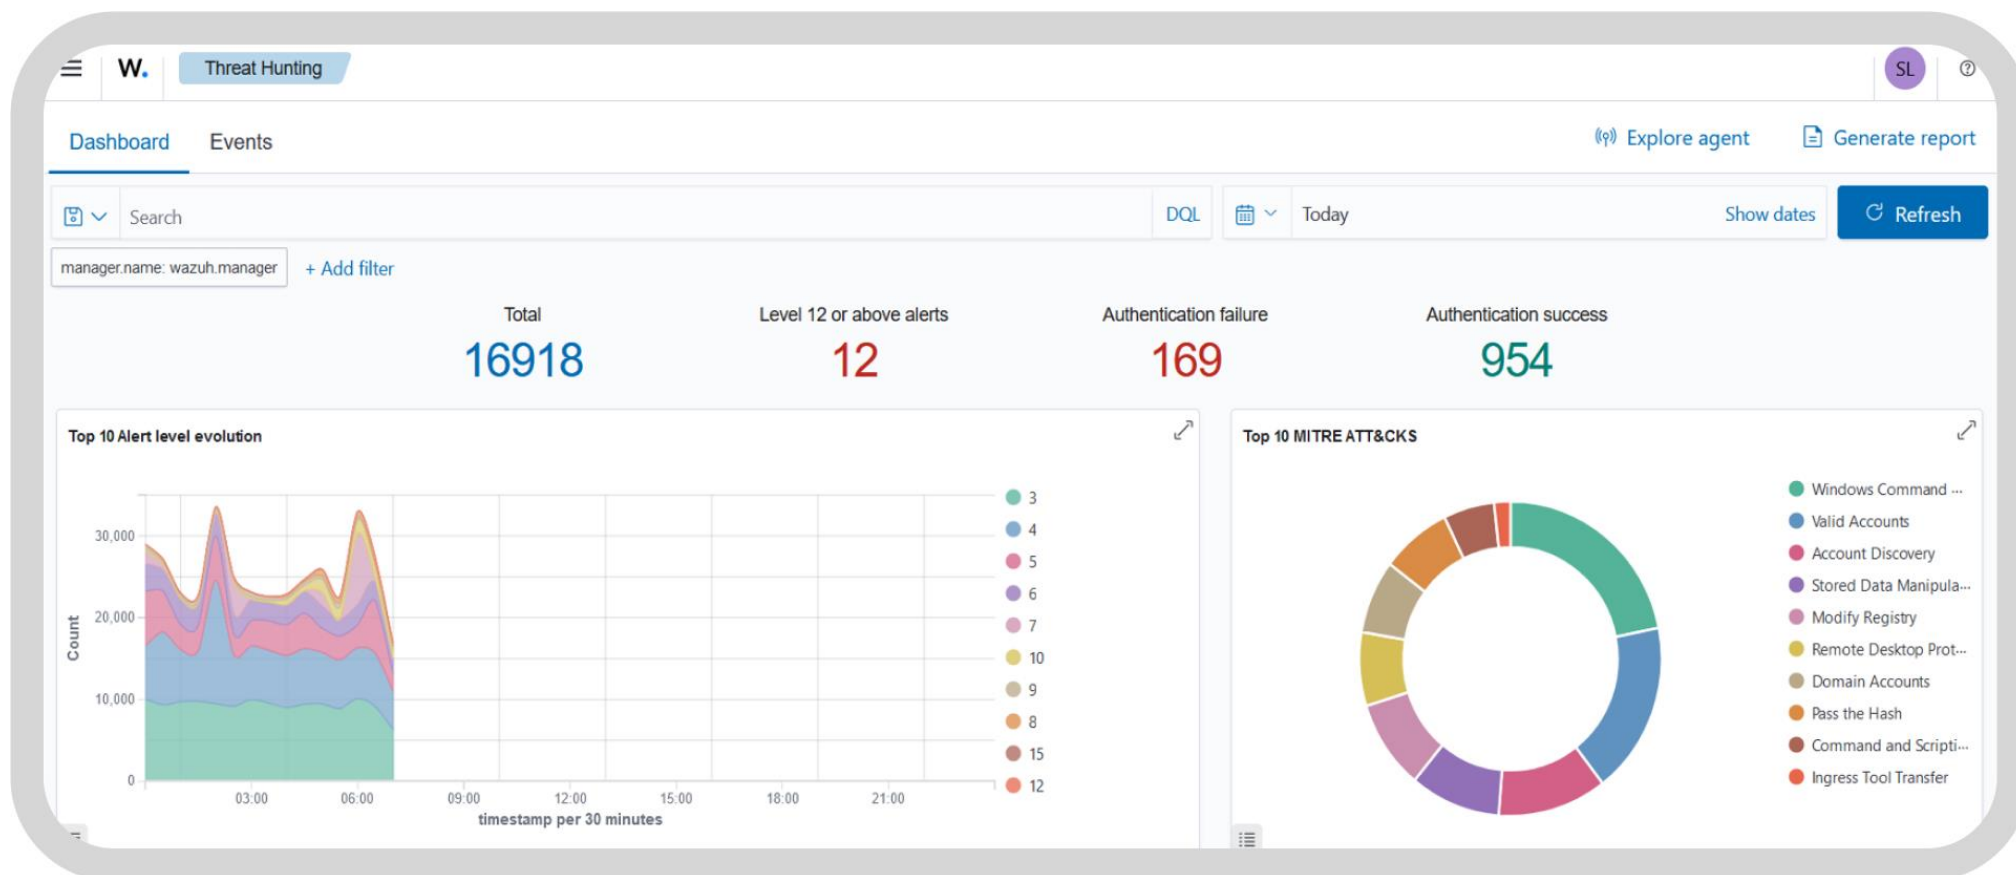 W. Threat Hunting SL
Dashboard Events Explore agent Generate report
Search DQL Today Show dates Refresh
manager.name: wazuh.manager + Add filter
Total Level 12 or above alerts Authentication failure Authentication success
16918 12 169 954
Top 10 Alert level evolution
30,000
20,000
10,000
0
Count
03:00 06:00 09:00 12:00 15:00 18:00 21:00
timestamp per 30 minutes
3
4
5
6
7
10
9
8
15
12
Top 10 MITRE ATT&CKS
Windows Command ...
Valid Accounts
Account Discovery
Stored Data Manipula...
Modify Registry
Remote Desktop Prot...
Domain Accounts
Pass the Hash
Command and Scripti...
Ingress Tool Transfer